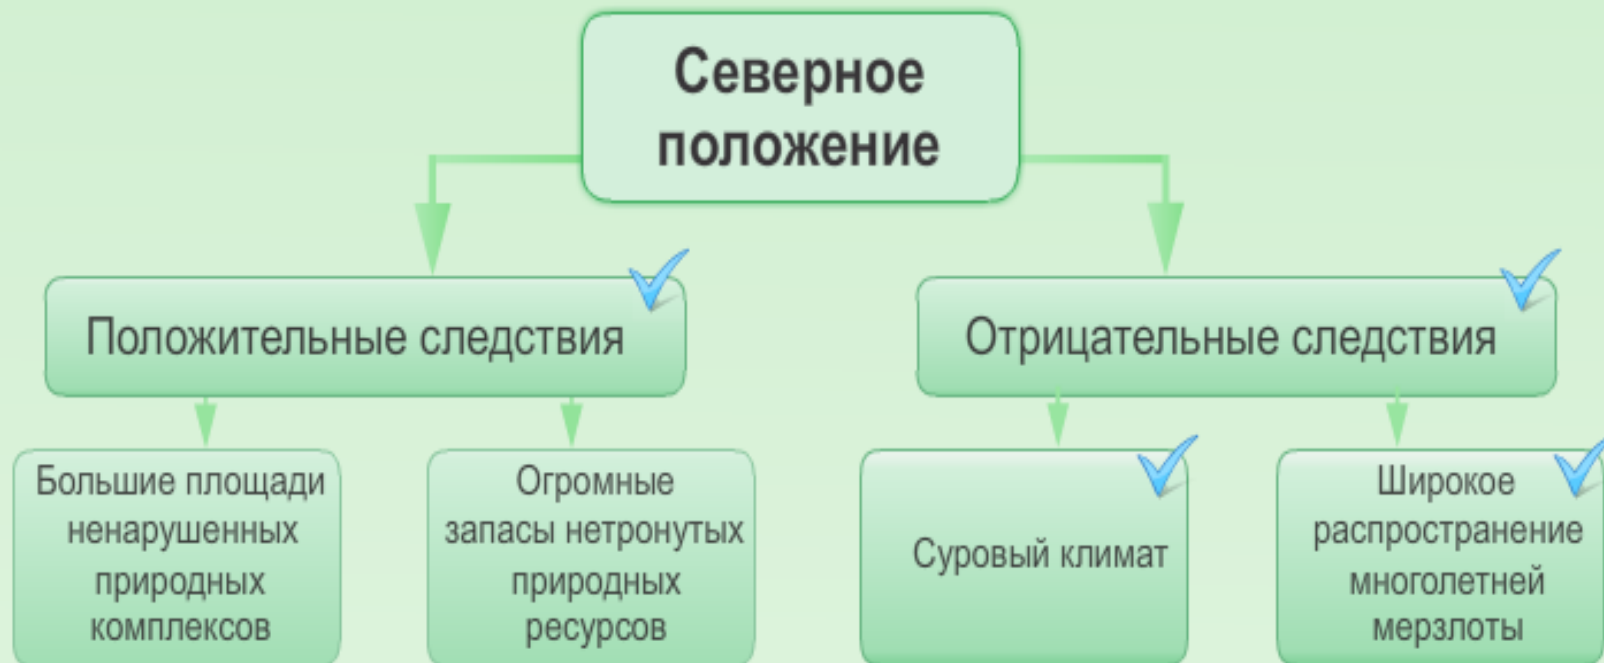 Северное
положение
Положительные следствия
Отрицательные следствия
Большие площади
ненарушенных
природных
комплексов
Огромные
запасы нетронутых
природных
ресурсов
Суровый климат
Широкое
распространение
многолетней
мерзлоты